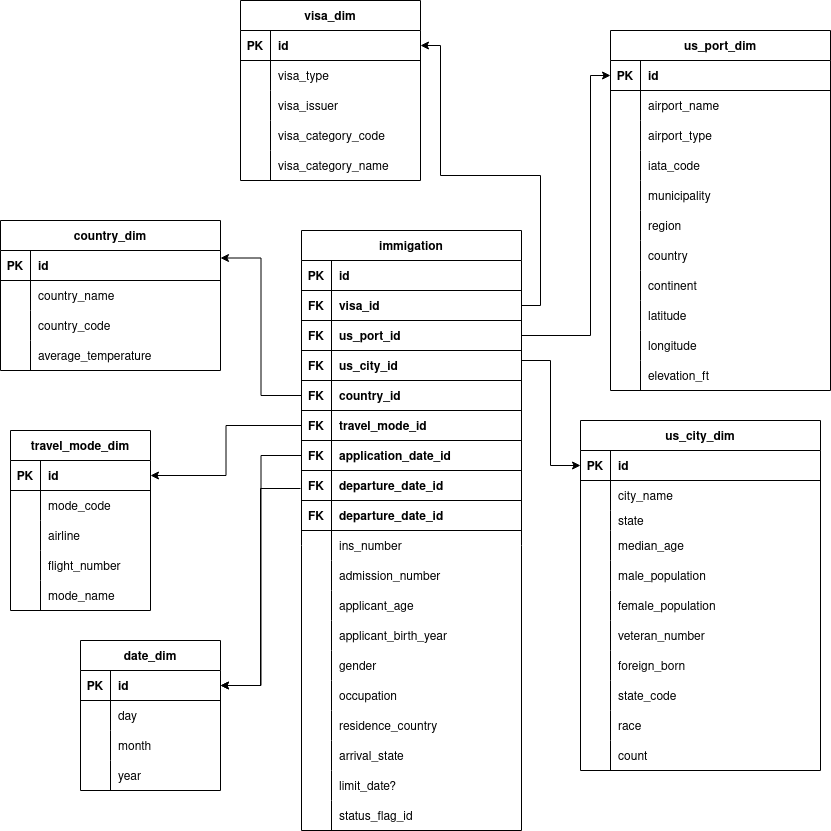 visa_dim
PK id
visa_type
visa_issuer
visa_category_code
visa_category_name
us_port_dim
PK id
airport_name
airport_type
iata_code
municipality
region
country
continent
latitude
longitude
elevation_ft
country_dim
PK id
country_name
country_code
average_temperature
immigation
PK id
FK visa_id
FK us_port_id
FK us_city_id
FK country_id
FK travel_mode_id
FK application_date_id
FK departure_date_id
FK departure_date_id
ins_number
admission_number
applicant_age
applicant_birth_year
gender
occupation
residence_country
arrival_state
limit_date?
status_flag_id
travel_mode_dim
PK id
mode_code
airline
flight_number
mode_name
us_city_dim
PK id
city_name
state
median_age
male_population
female_population
veteran_number
foreign_born
state_code
race
count
date_dim
PK id
day
month
year